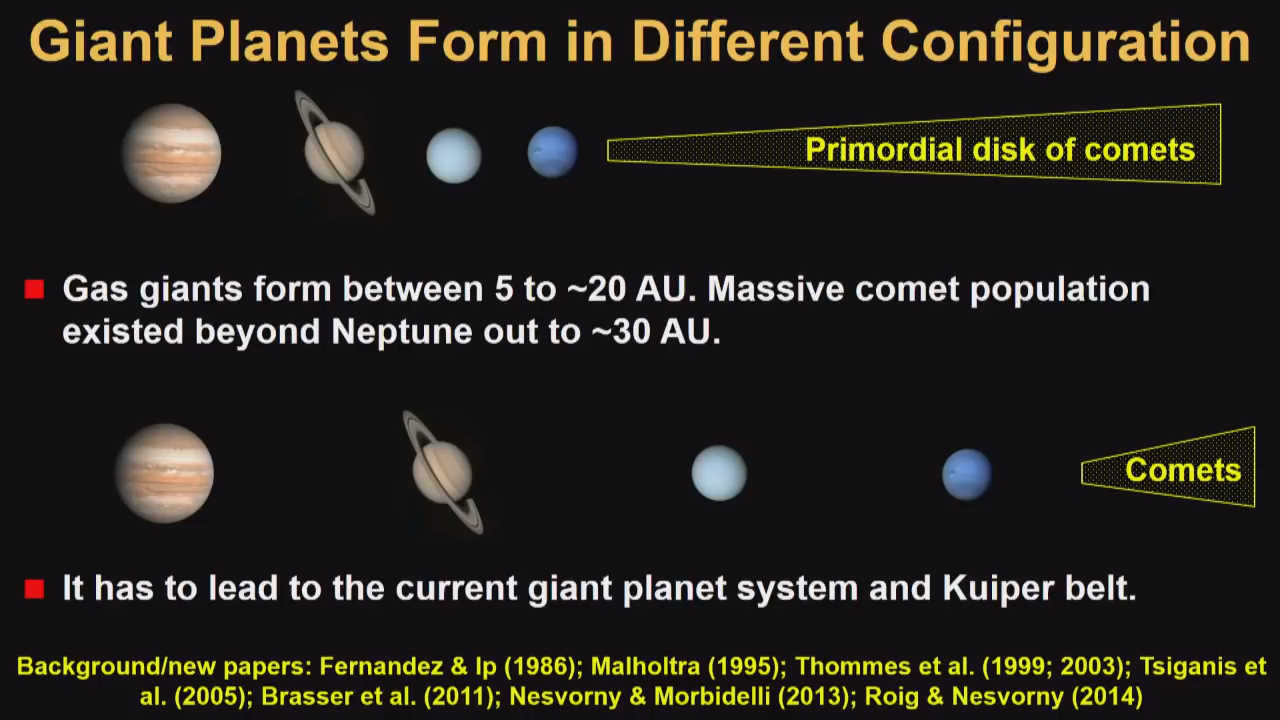 Giant Planets Form in Different Configuration
Primordial disk of comets
Gas giants form between 5 to ~20 AU. Massive comet population
existed beyond Neptune out to ~30 AU.
Comets
It has to lead to the current giant planet system and Kuiper belt.
Background/new papers: Fernandez & Ip (1986); Malholtra (1995); Thommes et al. (1999; 2003); Tsiganis et
al. (2005); Brasser et al. (2011); Nesvorny & Morbidelli (2013); Roig & Nesvorny (2014)